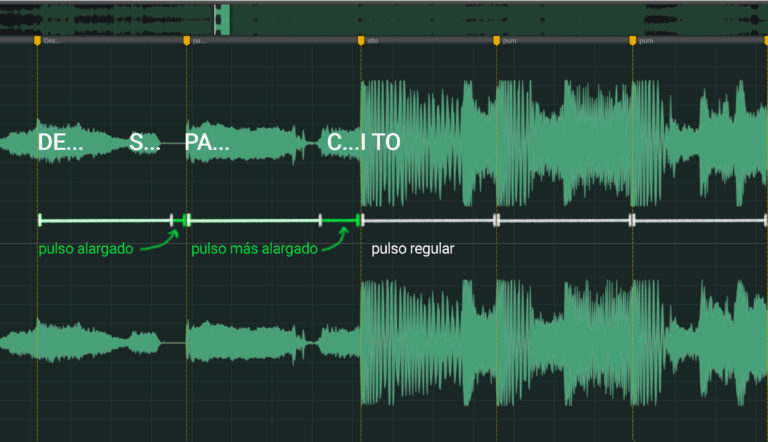 Des... pa... sito pum pum
DE... S... PA... C...I TO
pulso alargado pulso más alargado pulso regular